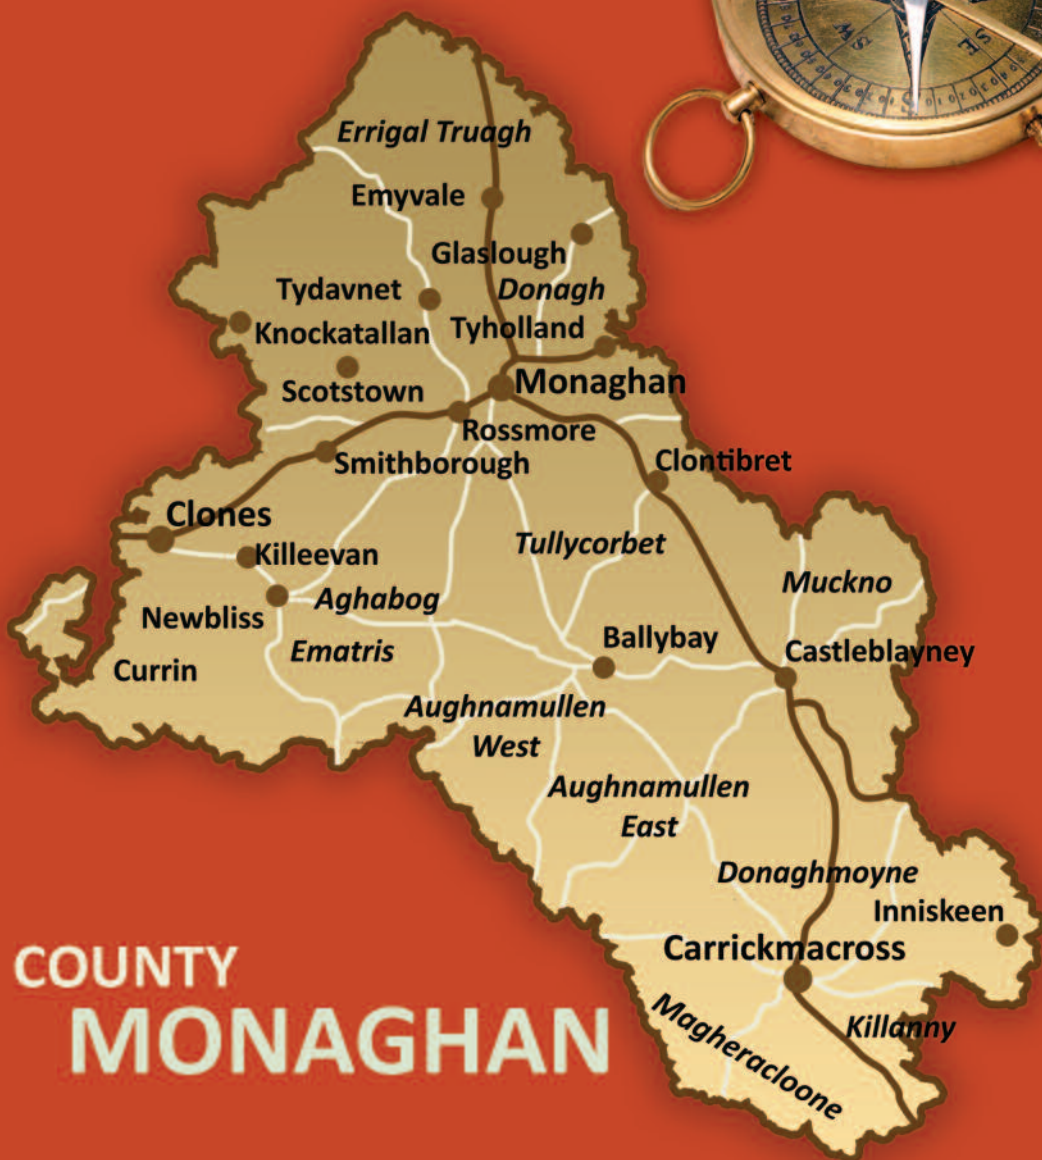 Errigal Truagh
Emyvale
Glaslough
Tydavnet
Donagh
Knockatallan
Tyholland
Scotstown
Monaghan
Rossmore
Smithborough
Clontibret
Clones
Killeevan
Tullycorbet
Aghabog
Muckno
Newbliss
Ematris
Ballybay
Castleblayney
Currin
Aughnamullen
West
Aughnamullen
East
Donaghmoyne
Inniskeen
Carrickmacross
Magheracloone
Killanny
COUNTY
MONAGHAN